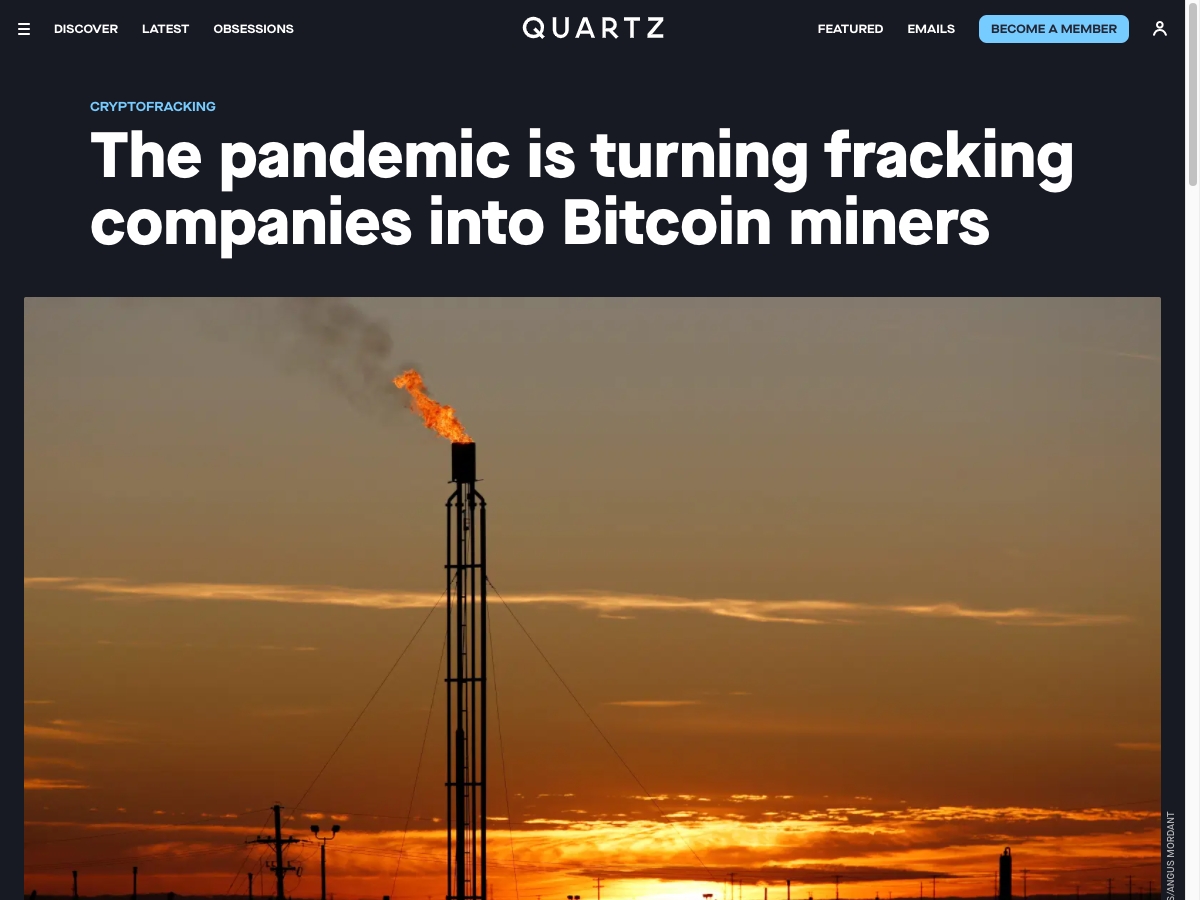 DISCOVER LATEST OBSESSIONS QUARTZ FEATURED EMAILS BECOME A MEMBER
CRYPTOFRACKING
The pandemic is turning fracking
companies into Bitcoin miners
/ANGUS MORDANT